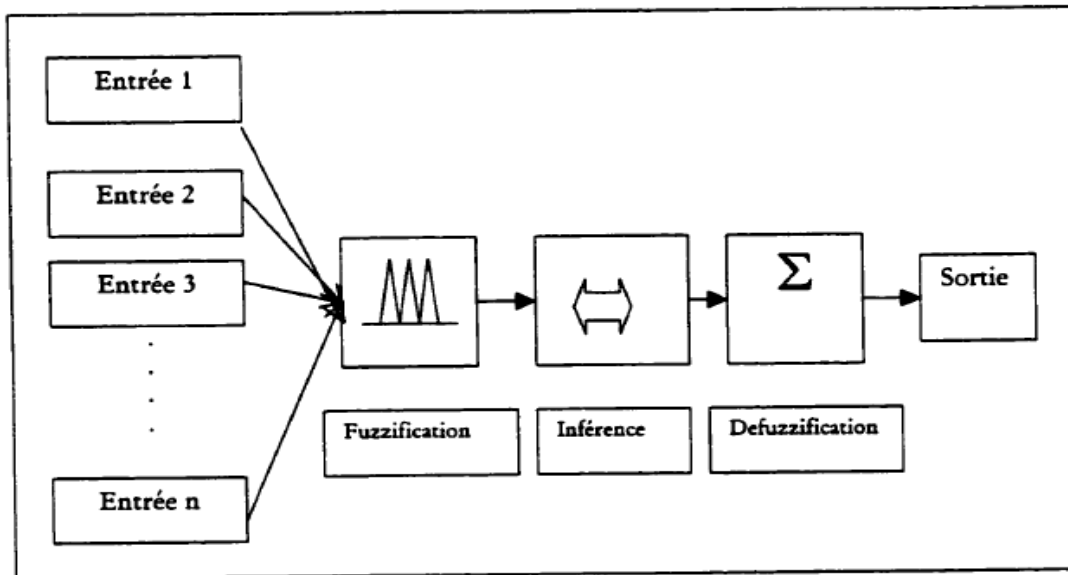 Entrée 1
Entrée 2
Entrée 3
.
.
.
Entrée n
Σ
Sortie
Fuzzification
Inférence
Defuzzification